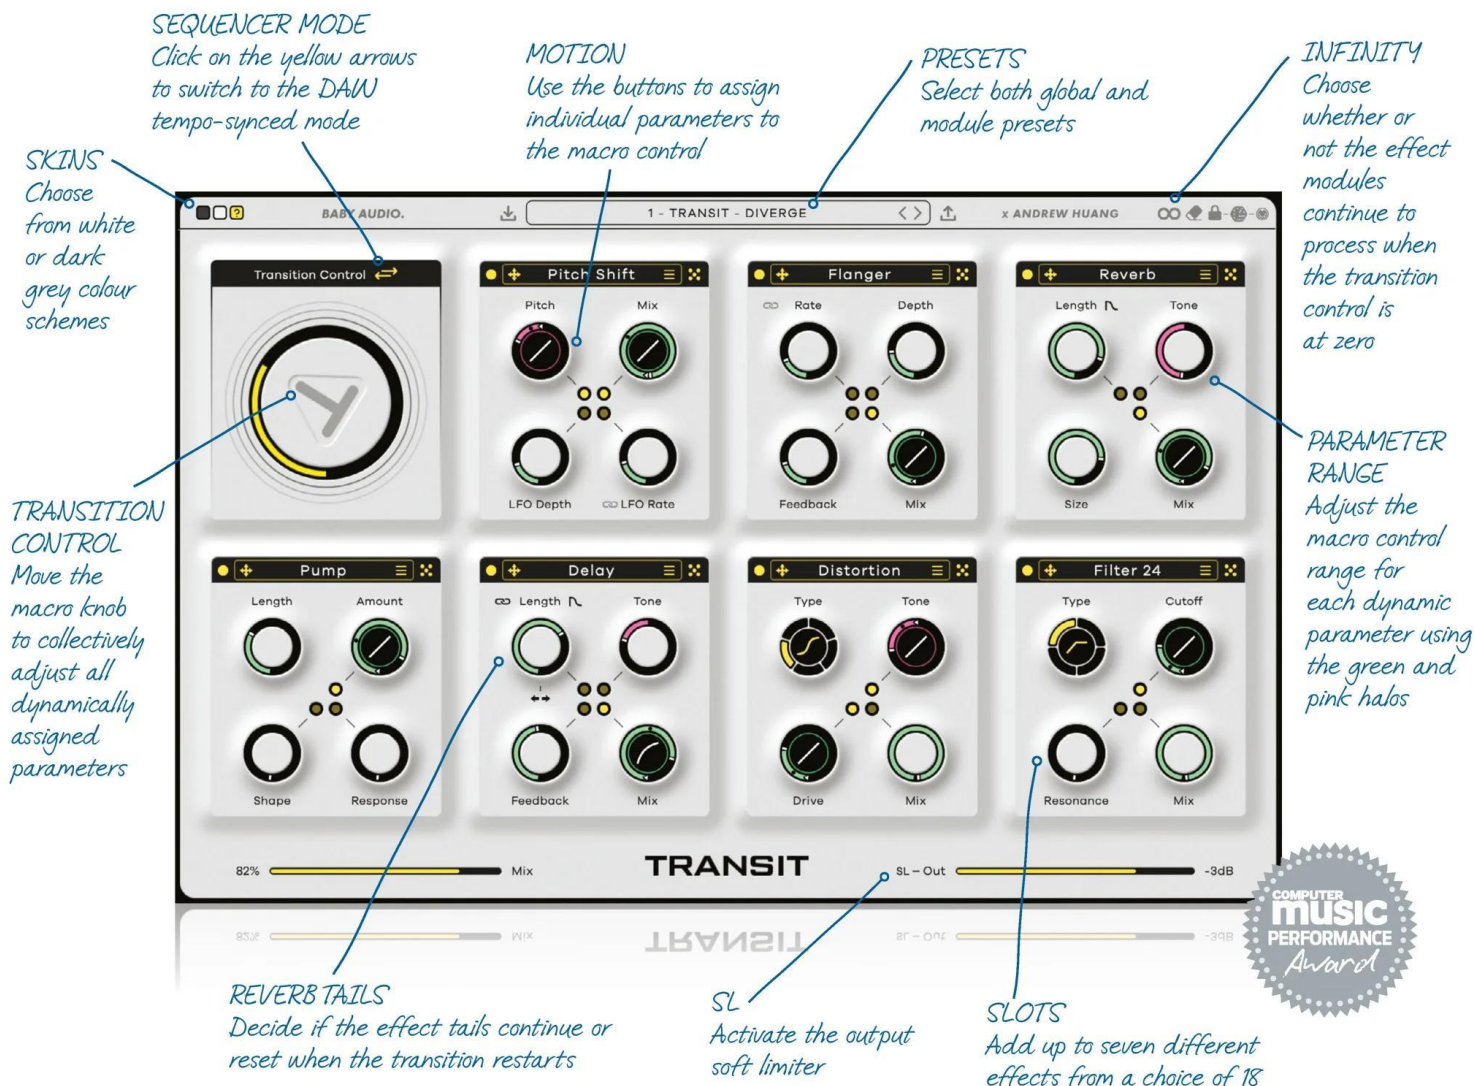 SEQUENCER MODE
Click on the yellow arrows
to switch to the DAW
tempo-synced mode
MOTION
Use the buttons to assign
individual parameters to
the macro control
PRESETS
Select both global and
module presets
INFINITY
Choose
whether or
not the effect
modules
continue to
process when
the transition
control is
at zero
SKINS
Choose
from white
or dark
grey colour
schemes
?
BABY AUDIO.
1 - TRANSIT - DIVERGE
x ANDREW HUANG
Transition Control
Pitch Shift
Pitch Mix
LFO Depth LFO Rate
Flanger
Rate Depth
Feedback Mix
Reverb
Length Tone
Size Mix
PARAMETER
RANGE
Adjust the
macro control
range for
each dynamic
parameter using
the green and
pink halos
TRANSITION
CONTROL
Move the
macro knob
to collectively
adjust all
dynamically
assigned
parameters
Pump
Length Amount
Shape Response
Delay
Length Tone
Feedback Mix
Distortion
Type Tone
Drive Mix
Filter 24
Type Cutoff
Resonance Mix
82% Mix
TRANSIT
SL – Out -3dB
COMPUTER
music
PERFORMANCE
Award
REVERB TAILS
Decide if the effect tails continue or
reset when the transition restarts
SL
Activate the output
soft limiter
SLOTS
Add up to seven different
effects from a choice of 18